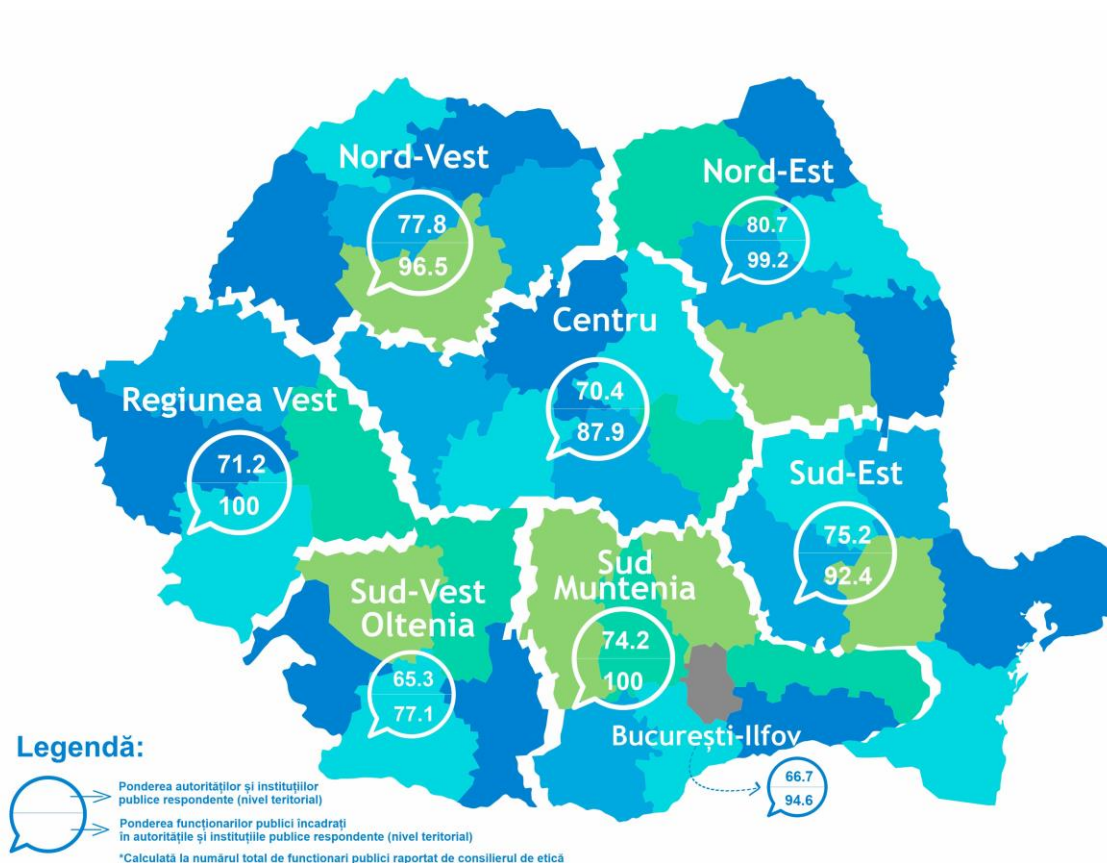 Nord-Vest
77.8
96.5
Nord-Est
80.7
99.2
Centru
70.4
87.9
Regiunea Vest
71.2
100
Sud-Est
75.2
92.4
Sud-Vest
Oltenia
65.3
77.1
Sud
Muntenia
74.2
100
București-Ilfov
66.7
94.6
Legendă:
Ponderea autorităților și instituțiilor
publice respondente (nivel teritorial)
Ponderea funcționarilor publici încadrați
în autoritățile și instituțiile publice respondente (nivel teritorial)
*Calculată la numărul total de funcționari publici raportat de consilierul de etică